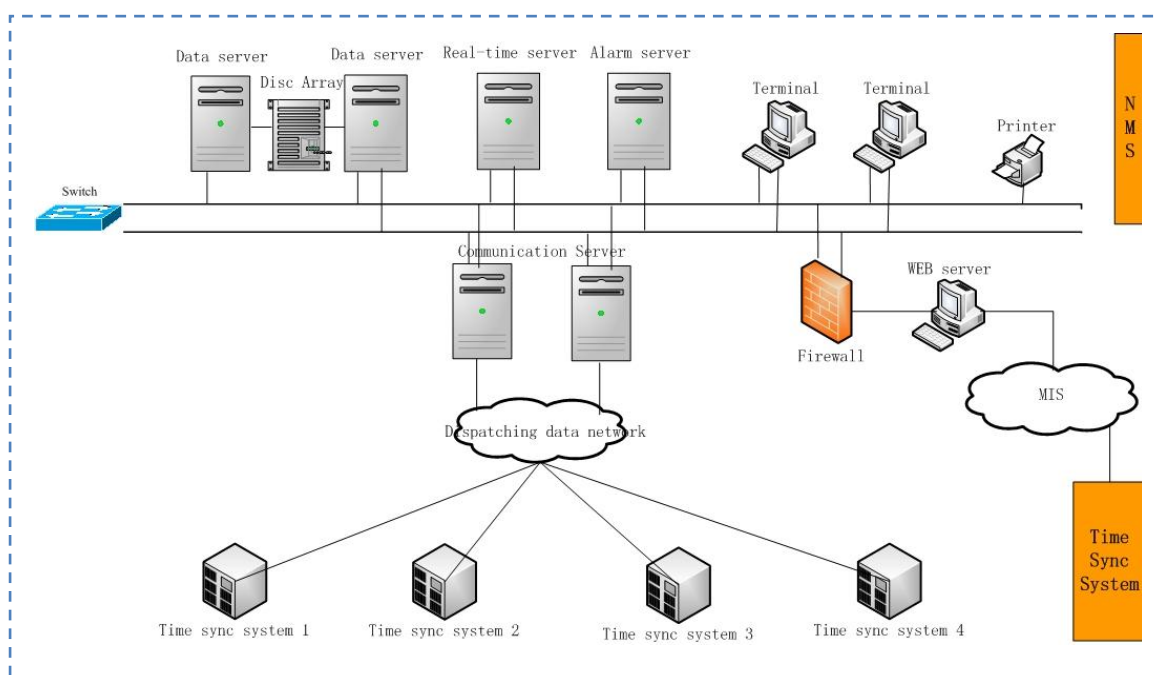 Data server
Data server
Real-time server
Alarm server
Disc Array
Terminal
Terminal
Printer
N
M
S
Switch
Communication Server
WEB server
Firewall
MIS
Dispatching data network
Time
Sync
System
Time sync system 1
Time sync system 2
Time sync system 3
Time sync system 4